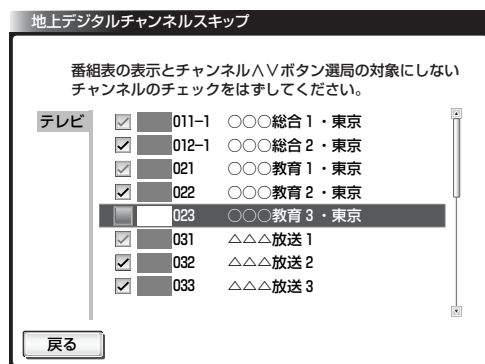 地上デジタルチャンネルスキップ
番組表の表示とチャンネル∧∨ボタン選局の対象にしない
チャンネルのチェックをはずしてください。
テレビ
011-1 ○○○総合1・東京
012-1 ○○○総合2・東京
021 ○○○教育1・東京
022 ○○○教育2・東京
023 ○○○教育3・東京
031 △△△放送1
032 △△△放送2
033 △△△放送3
戻る